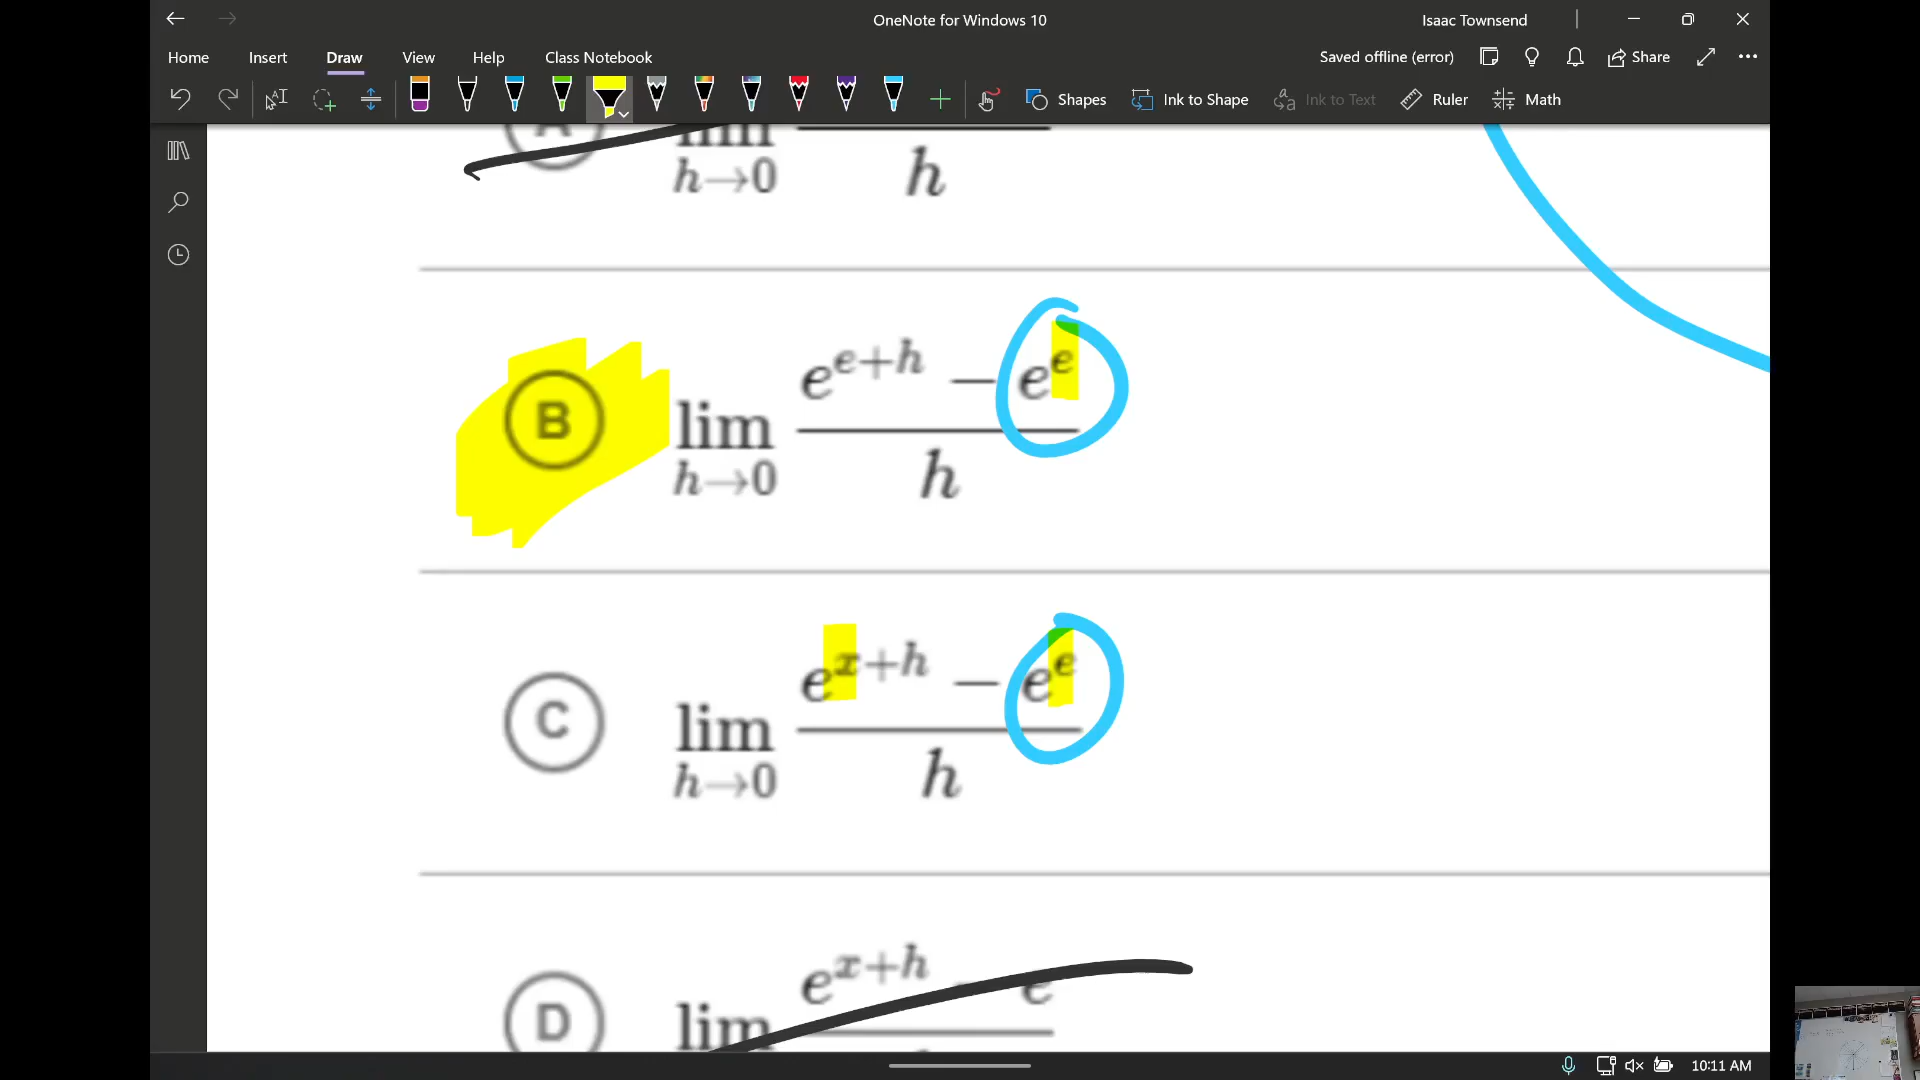 OneNote for Windows 10
Isaac Townsend
Home Insert Draw View Help Class Notebook
Saved offline (error) Share
Shapes Ink to Shape Ink to Text Ruler Math
A lim
h→0 h
B lim h→0 (e^{e+h} − e^e)/h
C lim h→0 (e^{x+h} − e^e)/h
D lim (e^{x+h} − e)
10:11 AM